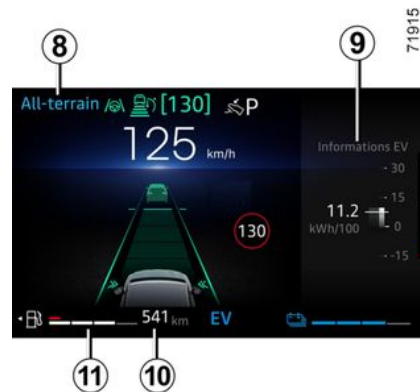 71915
8
9
All-terrain [130] P
125 km/h
Informations EV
- 30
- 15
11.2
kWh/100
- 0
- -15
130
541 km EV
11
10